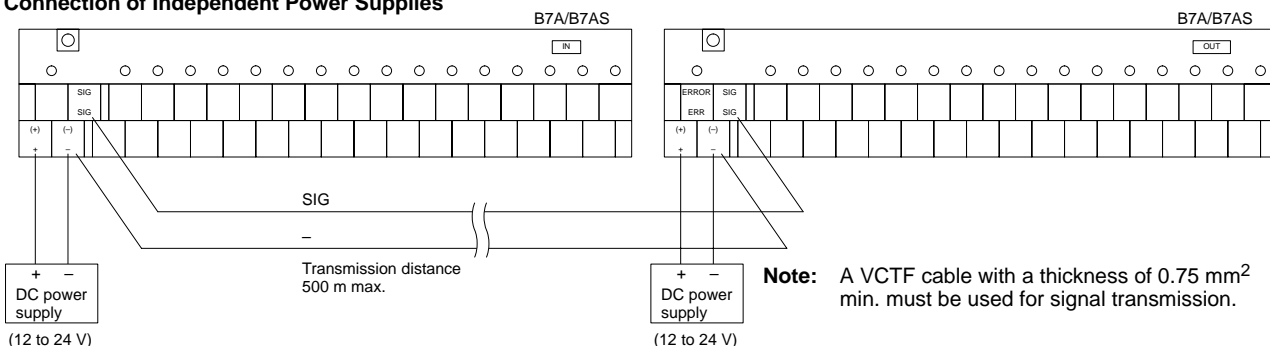 Connection of Independent Power Supplies
B7A/B7AS
B7A/B7AS
IN
OUT
SIG
ERROR SIG
SIG
ERR SIG
(+) (–)
(+) (–)
+ –
+ –
SIG
–
Transmission distance
500 m max.
+ –
DC power
supply
(12 to 24 V)
+ –
DC power
supply
(12 to 24 V)
Note: A VCTF cable with a thickness of 0.75 mm2
min. must be used for signal transmission.